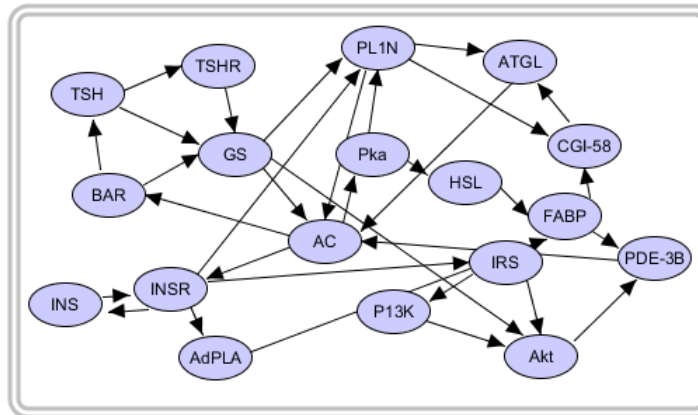 PL1N
TSHR
ATGL
TSH
GS
Pka
CGI-58
HSL
BAR
FABP
AC
IRS
PDE-3B
INSR
INS
P13K
AdPLA
Akt